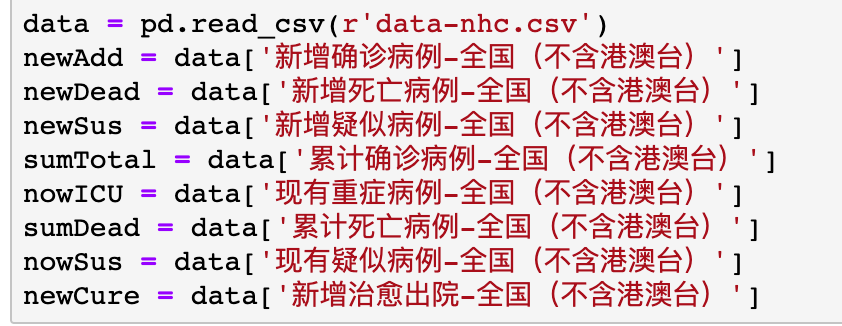 data = pd.read_csv(r'data-nhc.csv')
newAdd = data['新增确诊病例-全国（不含港澳台）']
newDead = data['新增死亡病例-全国（不含港澳台）']
newSus = data['新增疑似病例-全国（不含港澳台）']
sumTotal = data['累计确诊病例-全国（不含港澳台）']
nowICU = data['现有重症病例-全国（不含港澳台）']
sumDead = data['累计死亡病例-全国（不含港澳台）']
nowSus = data['现有疑似病例-全国（不含港澳台）']
newCure = data['新增治愈出院-全国（不含港澳台）']